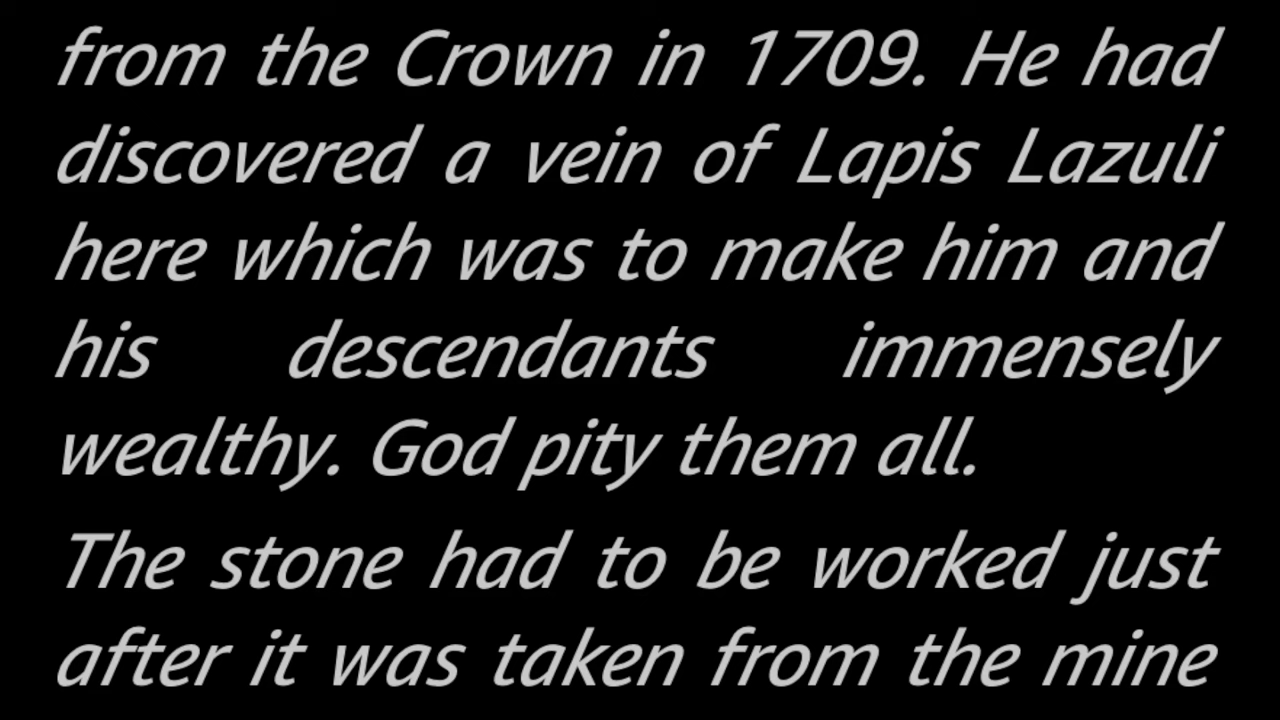 from the Crown in 1709. He had
discovered a vein of Lapis Lazuli
here which was to make him and
his descendants immensely
wealthy. God pity them all.
The stone had to be worked just
after it was taken from the mine